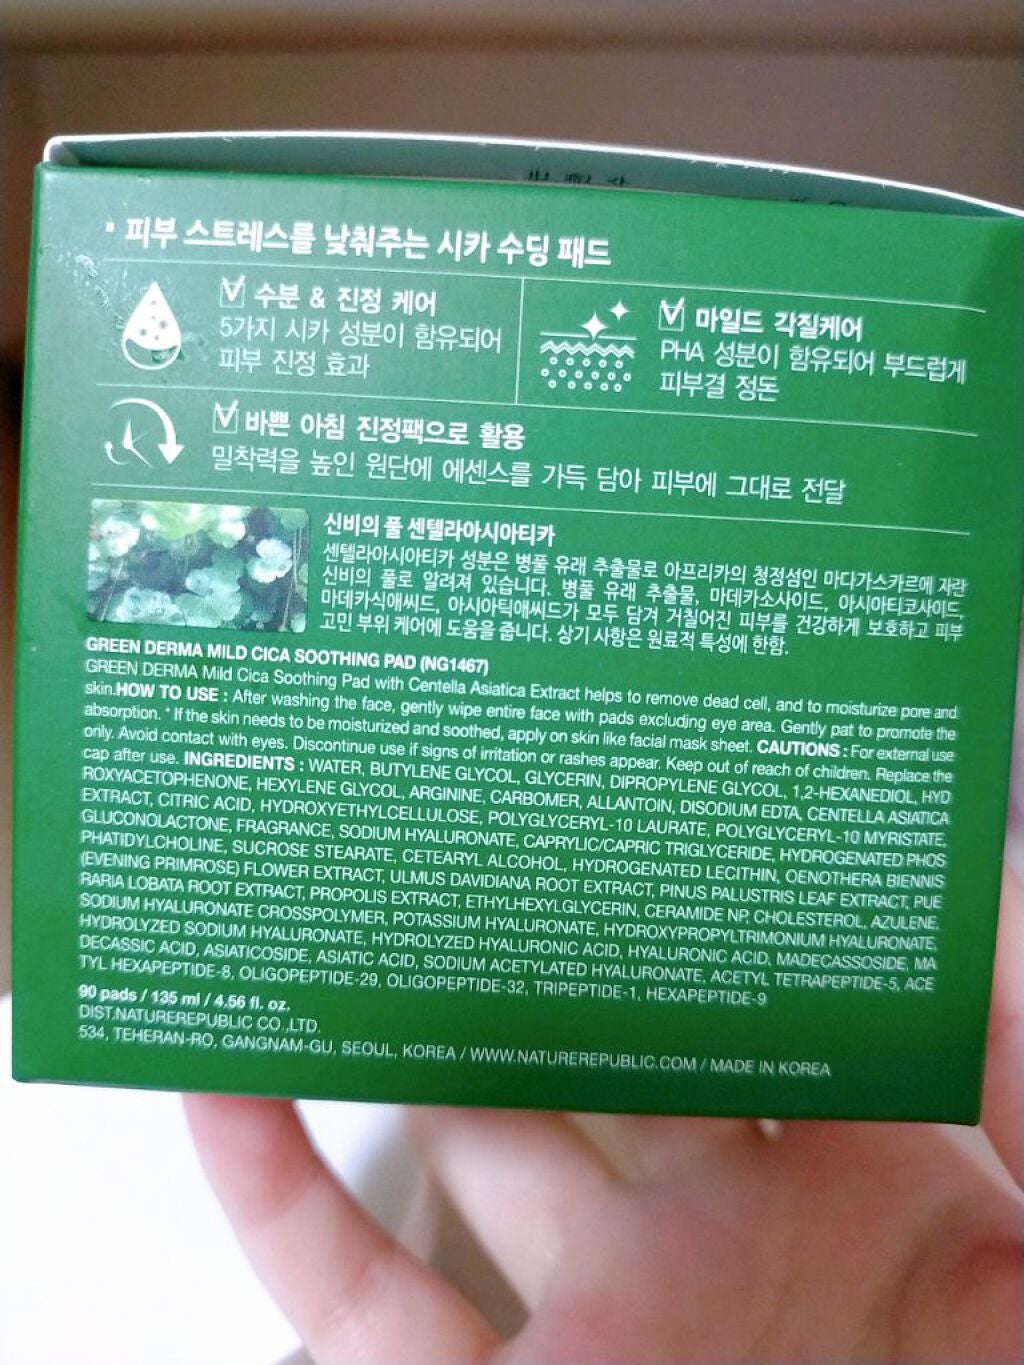 · 피부 스트레스를 낮춰주는 시카 수딩 패드
수분 & 진정 케어
5가지 시카 성분이 함유되어
피부 진정 효과
마일드 각질케어
PHA 성분이 함유되어 부드럽게
피부결 정돈
바쁜 아침 진정팩으로 활용
밀착력을 높인 원단에 에센스를 가득 담아 피부에 그대로 전달
신비의 풀 센텔라아시아티카
센텔라아시아티카 성분은 병풀 유래 추출물로 아프리카의 청정섬인 마다가스카르에 자란
신비의 풀로 알려져 있습니다. 병풀 유래 추출물, 마데카소사이드, 아시아티코사이드,
마데카식애씨드, 아시아틱애씨드가 모두 담겨 거칠어진 피부를 건강하게 보호하고 피부
고민 부위 케어에 도움을 줍니다. 상기 사항은 원료적 특성에 한함.
GREEN DERMA MILD CICA SOOTHING PAD (NG1467)
GREEN DERMA Mild Cica Soothing Pad with Centella Asiatica Extract helps to remove dead cell, and to moisturize pore and
skin.HOW TO USE : After washing the face, gently wipe entire face with pads excluding eye area. Gently pat to promote the
absorption. * If the skin needs to be moisturized and soothed, apply on skin like facial mask sheet. CAUTIONS : For external use
only. Avoid contact with eyes. Discontinue use if signs of irritation or rashes appear. Keep out of reach of children. Replace the
cap after use. INGREDIENTS : WATER, BUTYLENE GLYCOL, GLYCERIN, DIPROPYLENE GLYCOL, 1,2-HEXANEDIOL, HYD
ROXYACETOPHENONE, HEXYLENE GLYCOL, ARGININE, CARBOMER, ALLANTOIN, DISODIUM EDTA, CENTELLA ASIATICA
EXTRACT, CITRIC ACID, HYDROXYETHYLCELLULOSE, POLYGLYCERYL-10 LAURATE, POLYGLYCERYL-10 MYRISTATE,
GLUCONOLACTONE, FRAGRANCE, SODIUM HYALURONATE, CAPRYLIC/CAPRIC TRIGLYCERIDE, HYDROGENATED PHOS
PHATIDYLCHOLINE, SUCROSE STEARATE, CETEARYL ALCOHOL, HYDROGENATED LECITHIN, OENOTHERA BIENNIS
(EVENING PRIMROSE) FLOWER EXTRACT, ULMUS DAVIDIANA ROOT EXTRACT, PINUS PALUSTRIS LEAF EXTRACT, PUE
RARIA LOBATA ROOT EXTRACT, PROPOLIS EXTRACT, ETHYLHEXYLGLYCERIN, CERAMIDE NP, CHOLESTEROL, AZULENE,
SODIUM HYALURONATE CROSSPOLYMER, POTASSIUM HYALURONATE, HYDROXYPROPYLTRIMONIUM HYALURONATE,
HYDROLYZED SODIUM HYALURONATE, HYDROLYZED HYALURONIC ACID, HYALURONIC ACID, MADECASSOSIDE, MA
DECASSIC ACID, ASIATICOSIDE, ASIATIC ACID, SODIUM ACETYLATED HYALURONATE, ACETYL TETRAPEPTIDE-5, ACE
TYL HEXAPEPTIDE-8, OLIGOPEPTIDE-29, OLIGOPEPTIDE-32, TRIPEPTIDE-1, HEXAPEPTIDE-9
90 pads / 135 ml / 4.56 fl. oz.
DIST.NATUREREPUBLIC CO.,LTD.
534, TEHERAN-RO, GANGNAM-GU, SEOUL, KOREA / WWW.NATUREREPUBLIC.COM / MADE IN KOREA